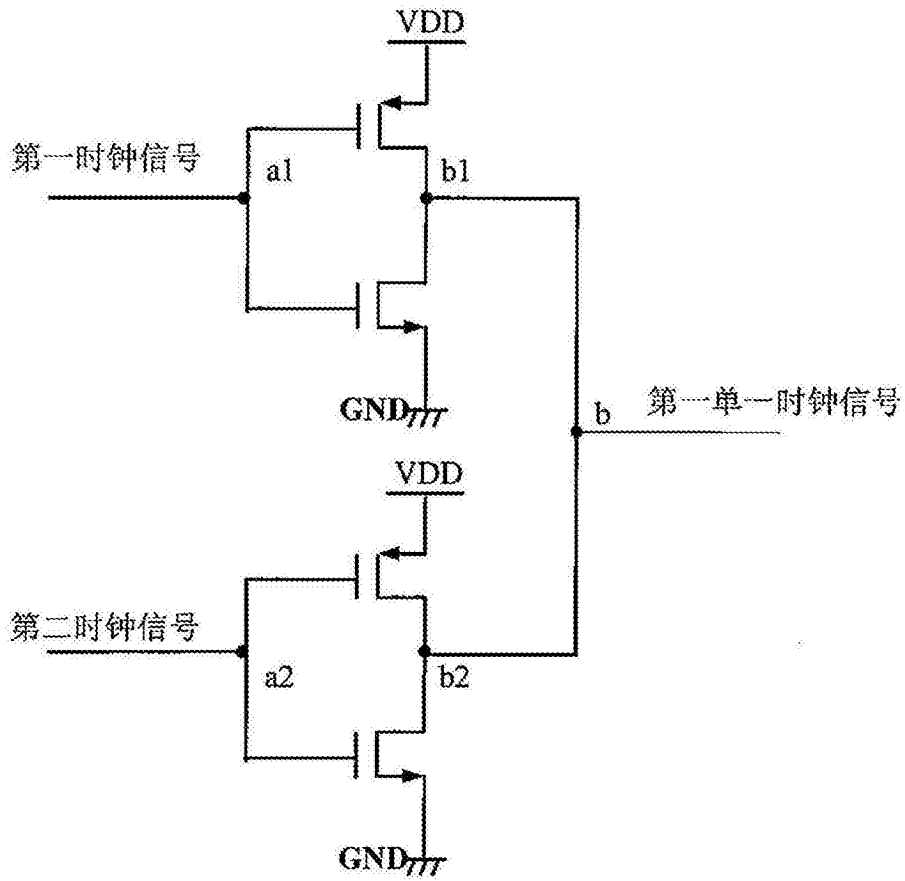 VDD
第一时钟信号
a1
b1
GND
b
第一单一时钟信号
VDD
第二时钟信号
a2
b2
GND